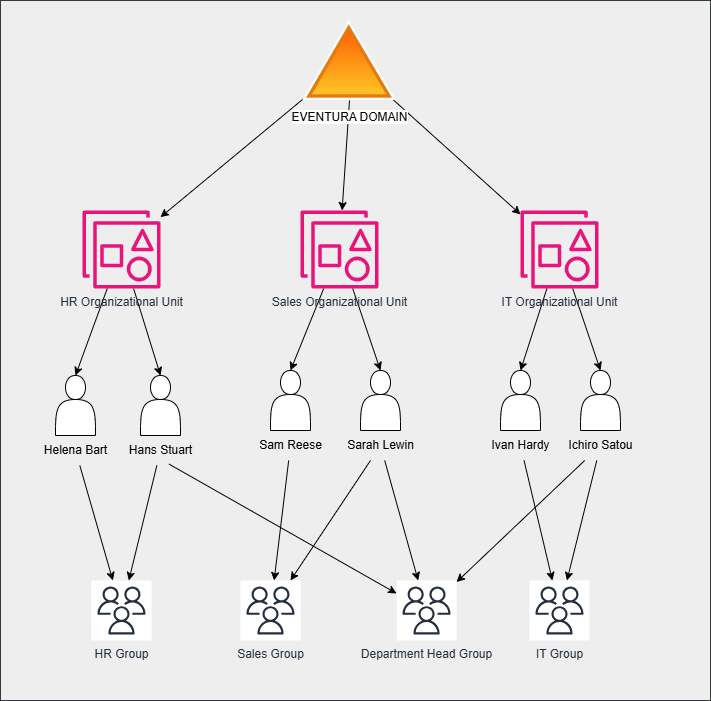 EVENTURA DOMAIN
HR Organizational Unit
Sales Organizational Unit
IT Organizational Unit
Helena Bart
Hans Stuart
Sam Reese
Sarah Lewin
Ivan Hardy
Ichiro Satou
HR Group
Sales Group
Department Head Group
IT Group